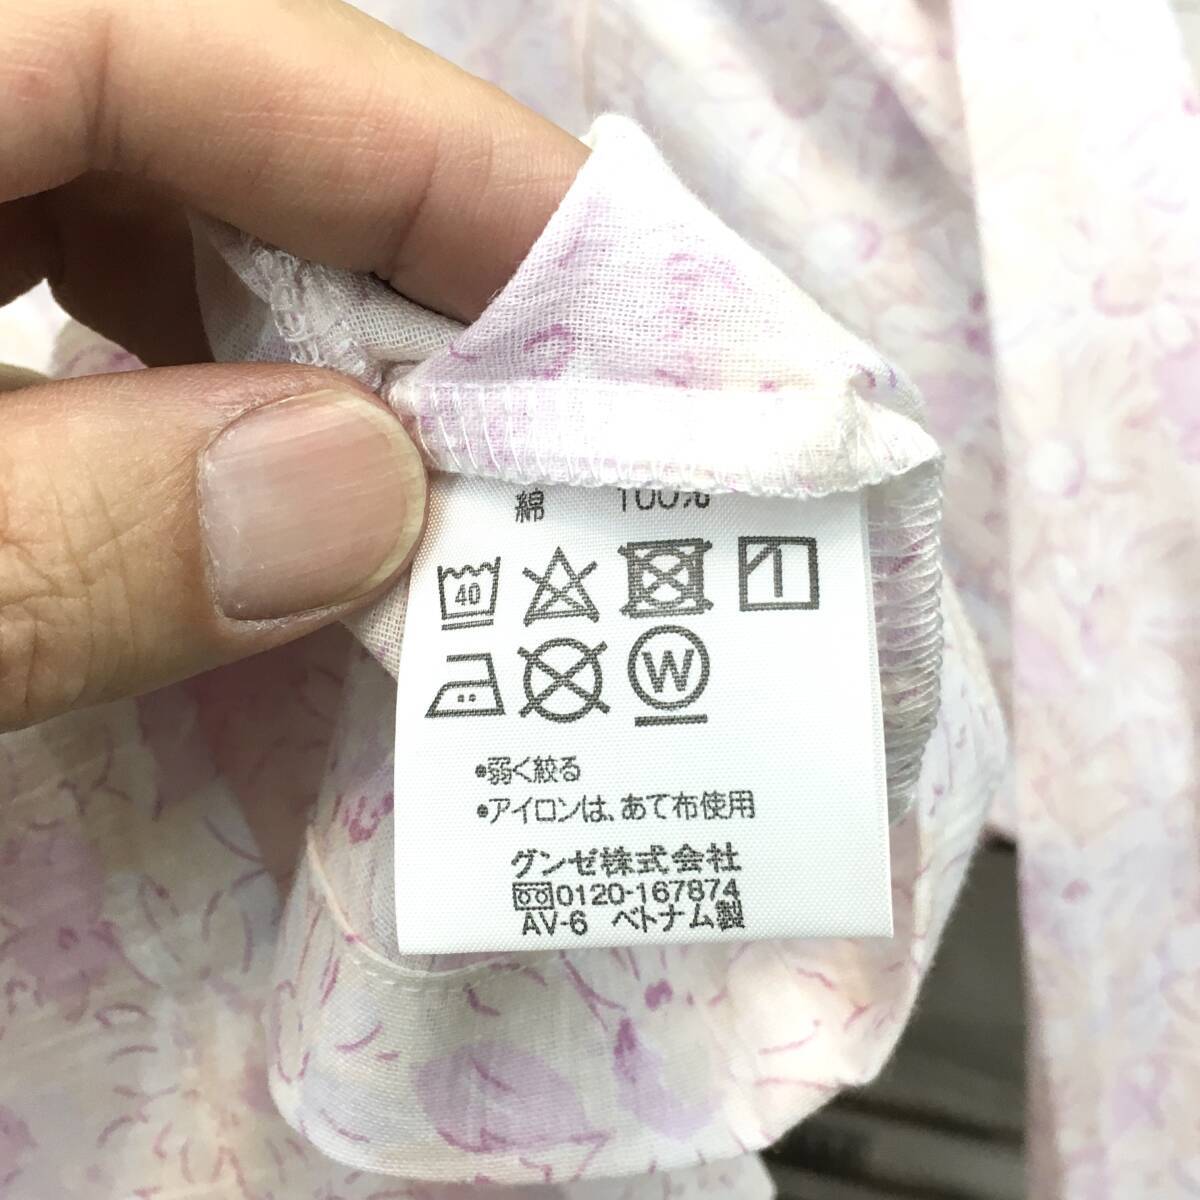 綿 100%
40
W
•弱く絞る
•アイロンは、あて布使用
グンゼ株式会社
0120-167874
AV-6 ベトナム製